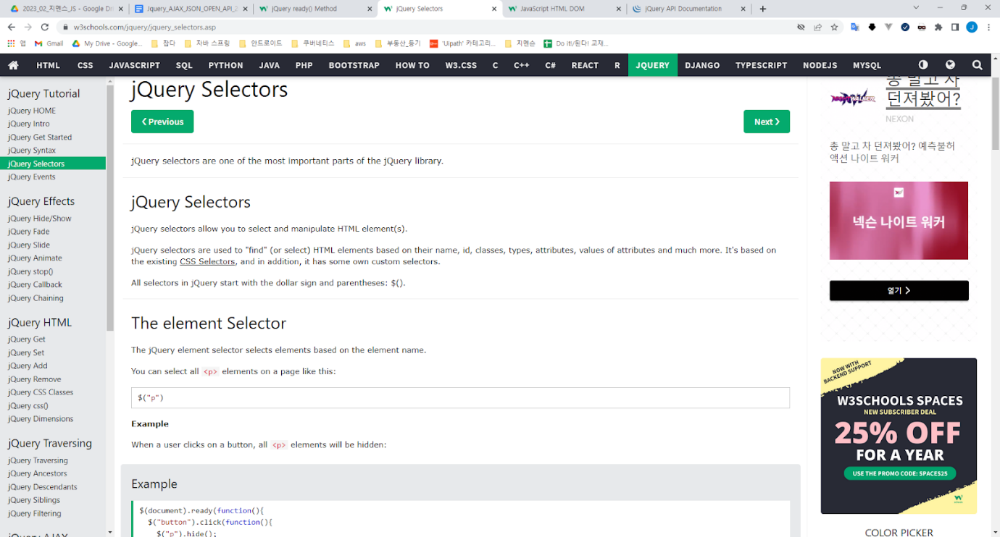 2023_02_지멘스_JS - Google Dri
Jquery_AJAX_JSON_OPEN_API_2
jQuery ready() Method
jQuery Selectors
JavaScript HTML DOM
jQuery API Documentation
w3schools.com/jquery/jquery_selectors.asp
앱
Gmail
My Drive - Google...
잡다
자바 스프링
안드로이드
쿠버네티스
aws
부동산_등기
'Uipath' 카테고리...
지멘슨
Do it!/된다! 교재...
HTML
CSS
JAVASCRIPT
SQL
PYTHON
JAVA
PHP
BOOTSTRAP
HOW TO
W3.CSS
C
C++
C#
REACT
R
JQUERY
DJANGO
TYPESCRIPT
NODEJS
MYSQL
jQuery Tutorial
jQuery HOME
jQuery Intro
jQuery Get Started
jQuery Syntax
jQuery Selectors
jQuery Events
jQuery Effects
jQuery Hide/Show
jQuery Fade
jQuery Slide
jQuery Animate
jQuery stop()
jQuery Callback
jQuery Chaining
jQuery HTML
jQuery Get
jQuery Set
jQuery Add
jQuery Remove
jQuery CSS Classes
jQuery css()
jQuery Dimensions
jQuery Traversing
jQuery Traversing
jQuery Ancestors
jQuery Descendants
jQuery Siblings
jQuery Filtering
jQuery AJAX
jQuery Selectors
❮ Previous
Next ❯
jQuery selectors are one of the most important parts of the jQuery library.
jQuery Selectors
jQuery selectors allow you to select and manipulate HTML element(s).
jQuery selectors are used to "find" (or select) HTML elements based on their name, id, classes, types, attributes, values of attributes and much more. It's based on
the existing CSS Selectors, and in addition, it has some own custom selectors.
All selectors in jQuery start with the dollar sign and parentheses: $().
The element Selector
The jQuery element selector selects elements based on the element name.
You can select all <p> elements on a page like this:
$("p")
Example
When a user clicks on a button, all <p> elements will be hidden:
Example
$(document).ready(function(){
$("button").click(function(){
$("p").hide();
총 말고 차
던져봤어?
NEXON
총 말고 차 던져봤어? 예측불허
액션 나이트 워커
넥슨 나이트 워커
열기
NOW WITH
BACKEND SUPPORT
W3SCHOOLS SPACES
NEW SUBSCRIBER DEAL
25% OFF
FOR A YEAR
USE THE PROMO CODE: SPACES25
COLOR PICKER